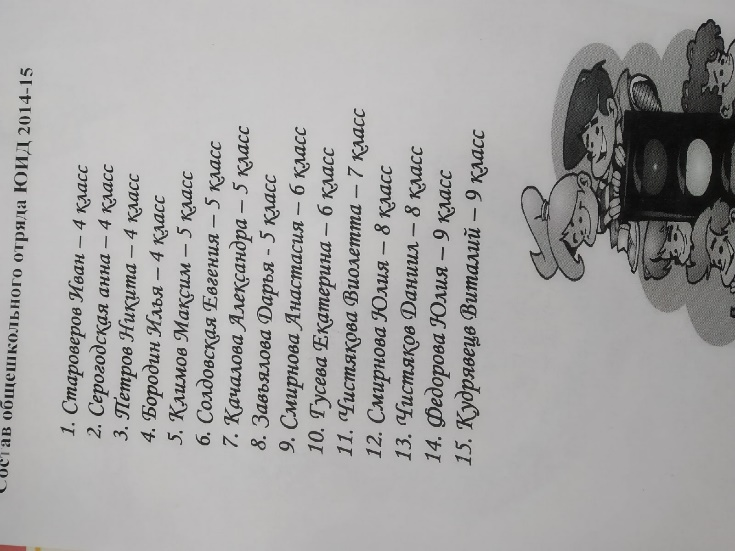 Состав общешкольного отряда ЮИД 2014-15
1. Староверов Иван – 4 класс
2. Серогодская анна – 4 класс
3. Петров Никита – 4 класс
4. Бородин Илья – 4 класс
5. Климов Максим – 5 класс
6. Солдовская Евгения – 5 класс
7. Качалова Александра – 5 класс
8. Завьялова Дарья - 5 класс
9. Смирнова Анастасия – 6 класс
10. Гусева Екатерина – 6 класс
11. Чистякова Виолетта – 7 класс
12. Смирнова Юлия – 8 класс
13. Чистяков Даниил – 8 класс
14. Федорова Юлия – 9 класс
15. Кудрявецв Виталий – 9 класс